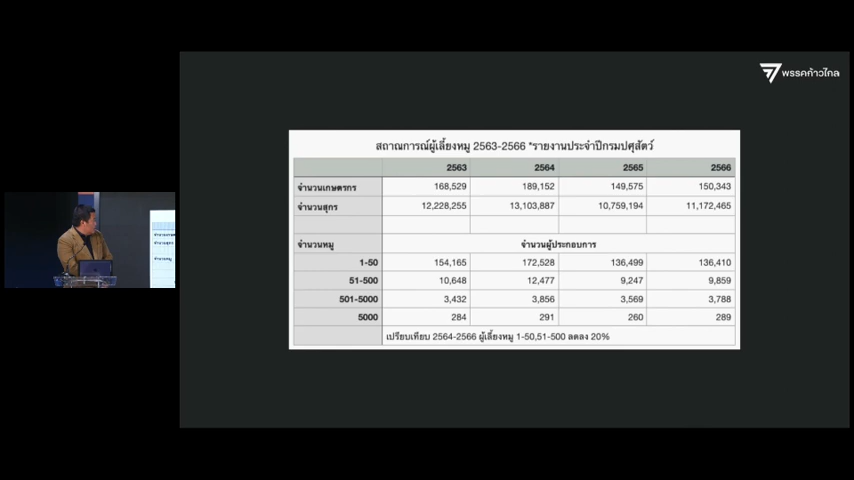 พรรคก้าวไกล
สถาณการณ์ผู้เลี้ยงหมู 2563-2566 *รายงานประจำปีกรมปศุสัตว์
2563 2564 2565 2566
จำนวนเกษตรกร 168,529 189,152 149,575 150,343
จำนวนสุกร 12,228,255 13,103,887 10,759,194 11,172,465
จำนวนหมู จำนวนผู้ประกอบการ
1-50 154,165 172,528 136,499 136,410
51-500 10,648 12,477 9,247 9,859
501-5000 3,432 3,856 3,569 3,788
5000 284 291 260 289
เปรียบเทียบ 2564-2566 ผู้เลี้ยงหมู 1-50,51-500 ลดลง 20%